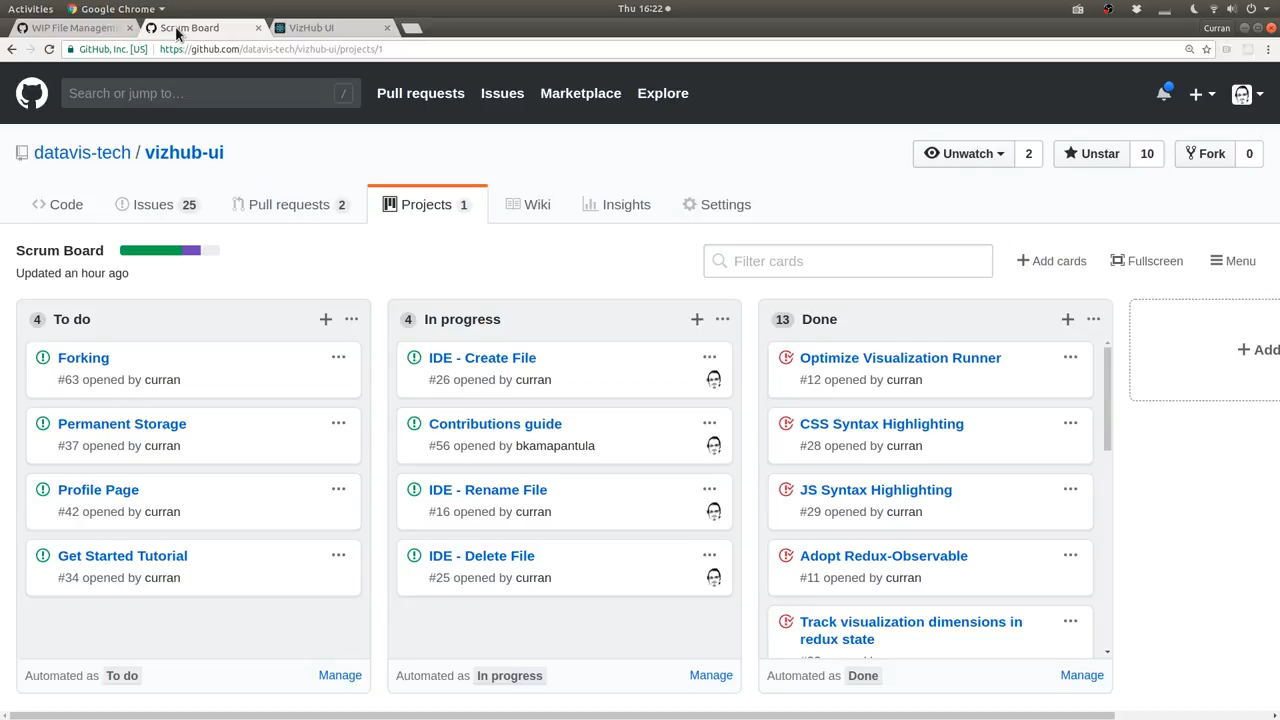 Activities
Google Chrome
Thu 16:22
WIP File Managem
Scrum Board
VizHub UI
Curran
GitHub, Inc. [US]
https://github.com/datavis-tech/vizhub-ui/projects/1
Search or jump to…
/
Pull requests
Issues
Marketplace
Explore
datavis-tech / vizhub-ui
Unwatch 2
Unstar 10
Fork 0
Code
Issues 25
Pull requests 2
Projects 1
Wiki
Insights
Settings
Scrum Board
Updated an hour ago
Filter cards
Add cards
Fullscreen
Menu
4 To do
Forking
#63 opened by curran
Permanent Storage
#37 opened by curran
Profile Page
#42 opened by curran
Get Started Tutorial
#34 opened by curran
Automated as To do
Manage
4 In progress
IDE - Create File
#26 opened by curran
Contributions guide
#56 opened by bkamapantula
IDE - Rename File
#16 opened by curran
IDE - Delete File
#25 opened by curran
Automated as In progress
Manage
13 Done
Optimize Visualization Runner
#12 opened by curran
CSS Syntax Highlighting
#28 opened by curran
JS Syntax Highlighting
#29 opened by curran
Adopt Redux-Observable
#11 opened by curran
Track visualization dimensions in
redux state
Automated as Done
Manage
Add